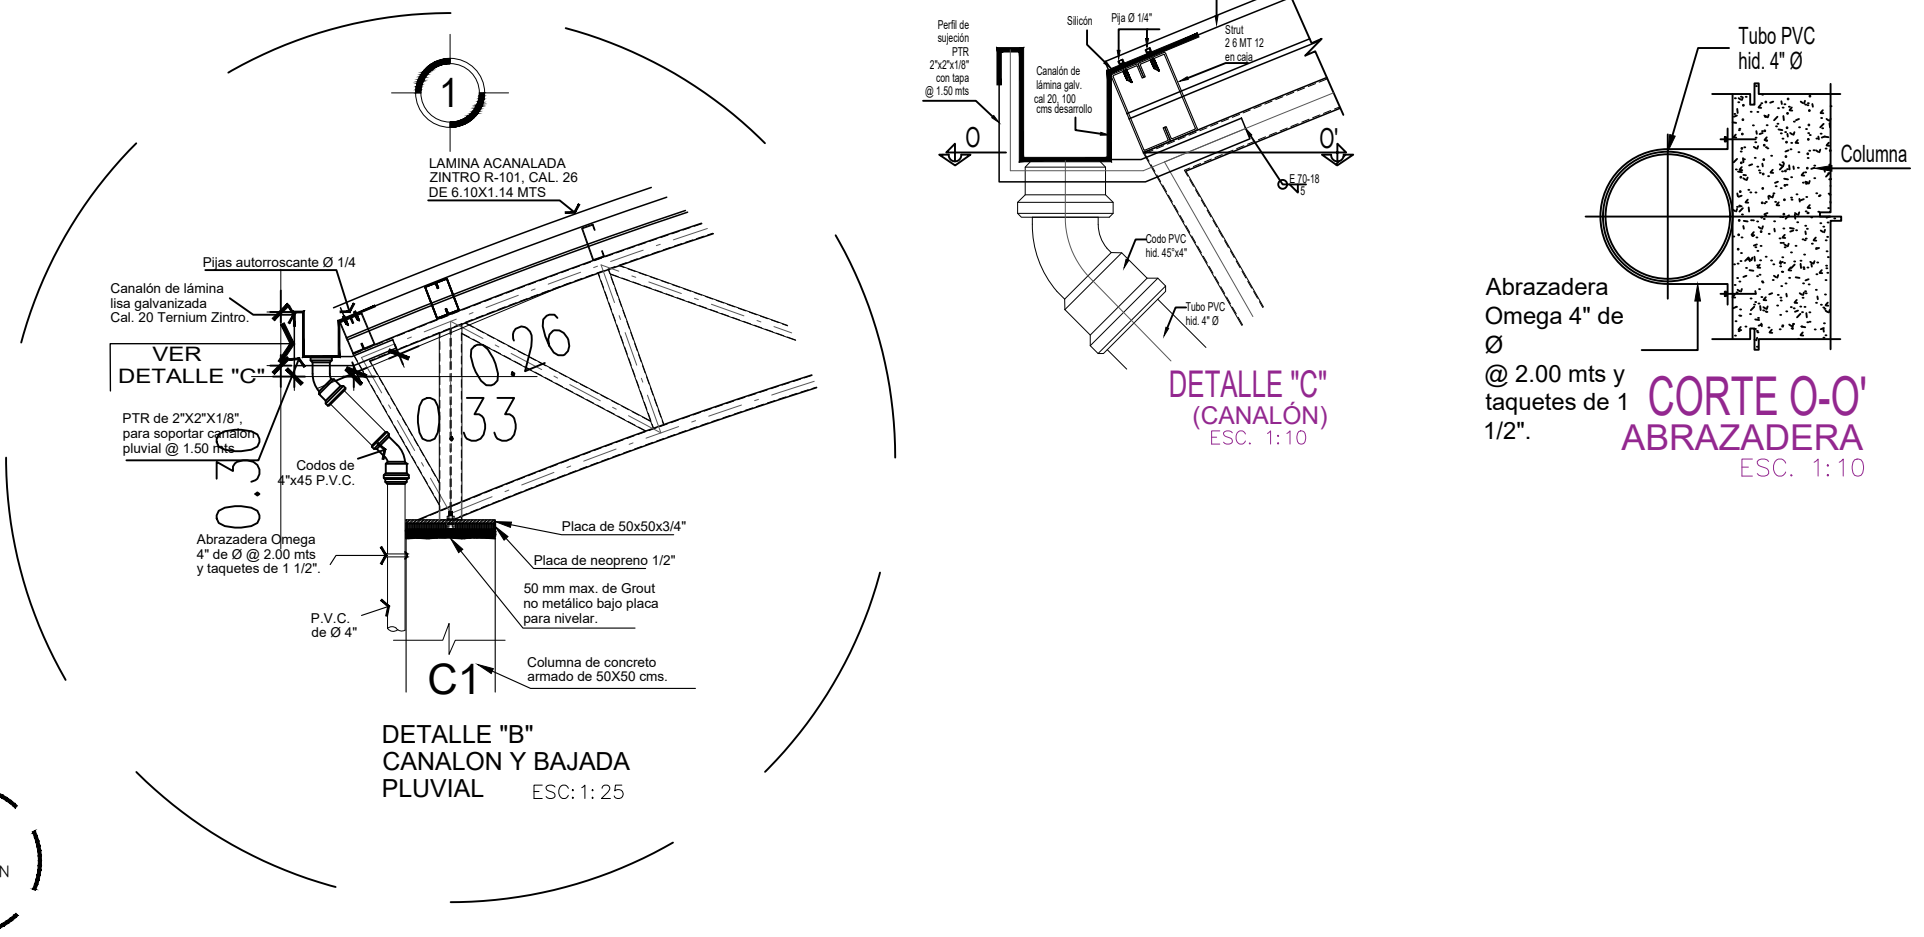 1
LAMINA ACANALADA
ZINTRO R-101, CAL. 26
DE 6.10X1.14 MTS
Pijas autorroscante Ø 1/4
Canalón de lámina
lisa galvanizada
Cal. 20 Ternium Zintro.
VER
DETALLE "C"
PTR de 2"X2"X1/8",
para soportar canalon
pluvial @ 1.50 mts
0.30
0.26
0.33
Codos de
4"x45 P.V.C.
Abrazadera Omega
4" de Ø @ 2.00 mts
y taquetes de 1 1/2".
P.V.C.
de Ø 4"
Placa de 50x50x3/4"
Placa de neopreno 1/2"
50 mm max. de Grout
no metálico bajo placa
para nivelar.
C1
Columna de concreto
armado de 50X50 cms.
DETALLE "B"
CANALON Y BAJADA
PLUVIAL
ESC:1:25
N
Perfil de
sujeción
PTR
2"x2"x1/8"
con tapa
@ 1.50 mts
Silicón
Pija Ø 1/4"
Strut
2 6 MT 12
en caja
Canalón de
lámina galv.
cal 20, 100
cms desarrollo
O
O'
E 70-18
5
Codo PVC
hid. 45°x4"
Tubo PVC
hid. 4" Ø
DETALLE "C"
(CANALÓN)
ESC. 1:10
Tubo PVC
hid. 4" Ø
Columna
Abrazadera
Omega 4" de
Ø
@ 2.00 mts y
taquetes de 1
1/2".
CORTE O-O'
ABRAZADERA
ESC. 1:10